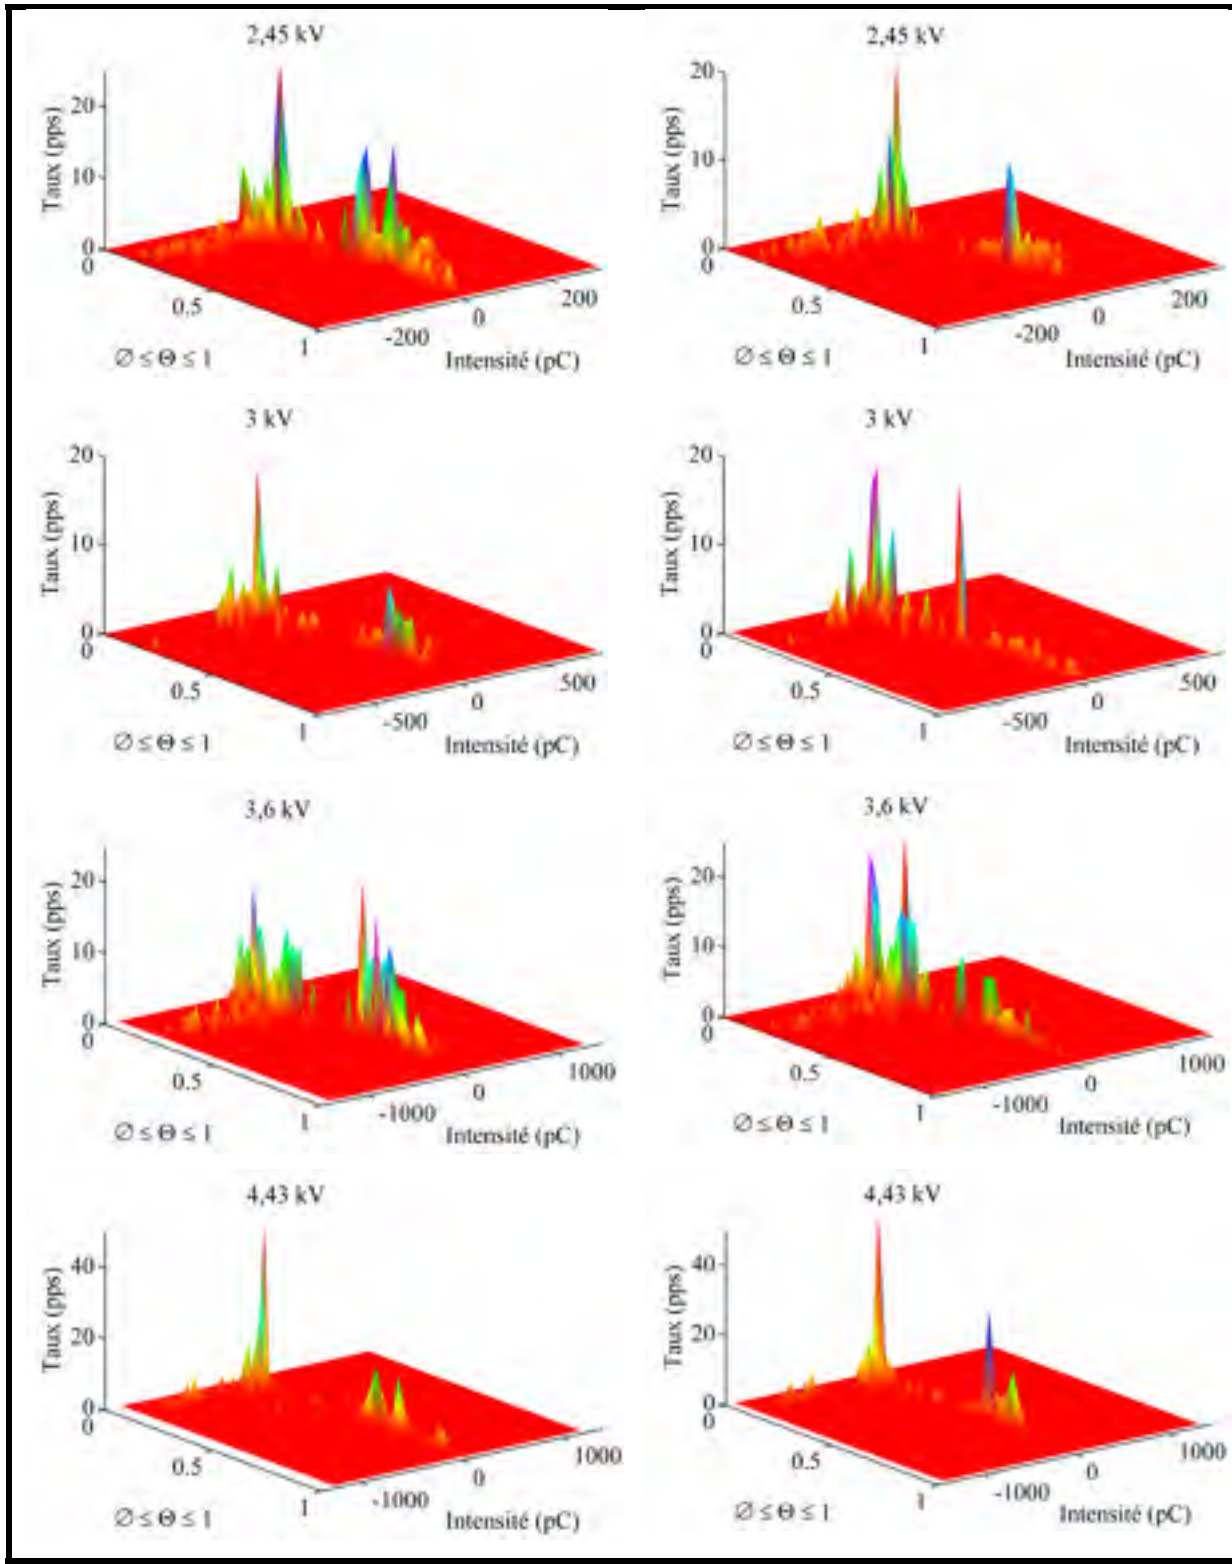 2,45 kV
Taux (pps)
20
10
0
0
0.5
1
-200
0
200
∅ ≤ Θ ≤ 1
Intensité (pC)
2,45 kV
Taux (pps)
20
10
0
0
0.5
1
-200
0
200
∅ ≤ Θ ≤ 1
Intensité (pC)
3 kV
Taux (pps)
20
10
0
0
0.5
1
-500
0
500
∅ ≤ Θ ≤ 1
Intensité (pC)
3 kV
Taux (pps)
20
10
0
0
0.5
1
-500
0
500
∅ ≤ Θ ≤ 1
Intensité (pC)
3,6 kV
Taux (pps)
20
10
0
0
0.5
1
-1000
0
1000
∅ ≤ Θ ≤ 1
Intensité (pC)
3,6 kV
Taux (pps)
20
10
0
0
0.5
1
-1000
0
1000
∅ ≤ Θ ≤ 1
Intensité (pC)
4,43 kV
Taux (pps)
40
20
0
0
0.5
1
-1000
0
1000
∅ ≤ Θ ≤ 1
Intensité (pC)
4,43 kV
Taux (pps)
40
20
0
0
0.5
1
-1000
0
1000
∅ ≤ Θ ≤ 1
Intensité (pC)